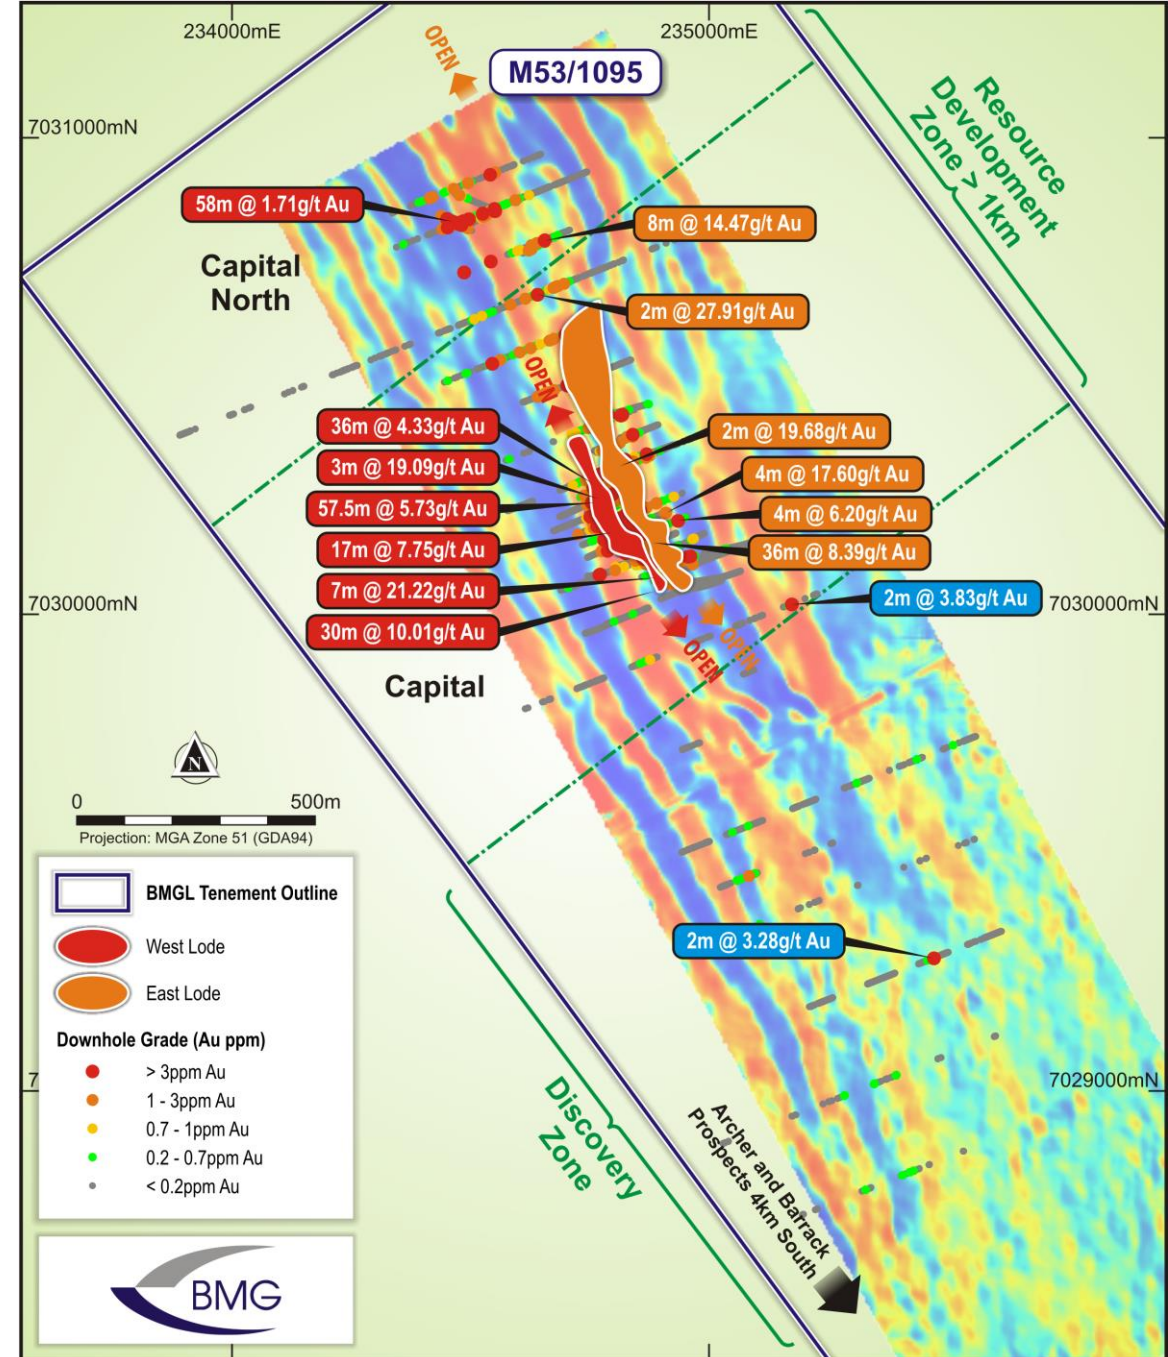 234000mE
235000mE
OPEN
M53/1095
Resource
Development
Zone > 1km
7031000mN
58m @ 1.71g/t Au
8m @ 14.47g/t Au
Capital
North
2m @ 27.91g/t Au
OPEN
36m @ 4.33g/t Au
2m @ 19.68g/t Au
3m @ 19.09g/t Au
4m @ 17.60g/t Au
57.5m @ 5.73g/t Au
4m @ 6.20g/t Au
17m @ 7.75g/t Au
36m @ 8.39g/t Au
7m @ 21.22g/t Au
2m @ 3.83g/t Au
7030000mN
7030000mN
30m @ 10.01g/t Au
OPEN
OPEN
Capital
N
0 500m
Projection: MGA Zone 51 (GDA94)
BMGL Tenement Outline
West Lode
East Lode
2m @ 3.28g/t Au
Downhole Grade (Au ppm)
> 3ppm Au
1 - 3ppm Au
0.7 - 1ppm Au
0.2 - 0.7ppm Au
< 0.2ppm Au
7
7029000mN
Discovery
Zone
Archer and Barrack
Prospects 4km South
BMG